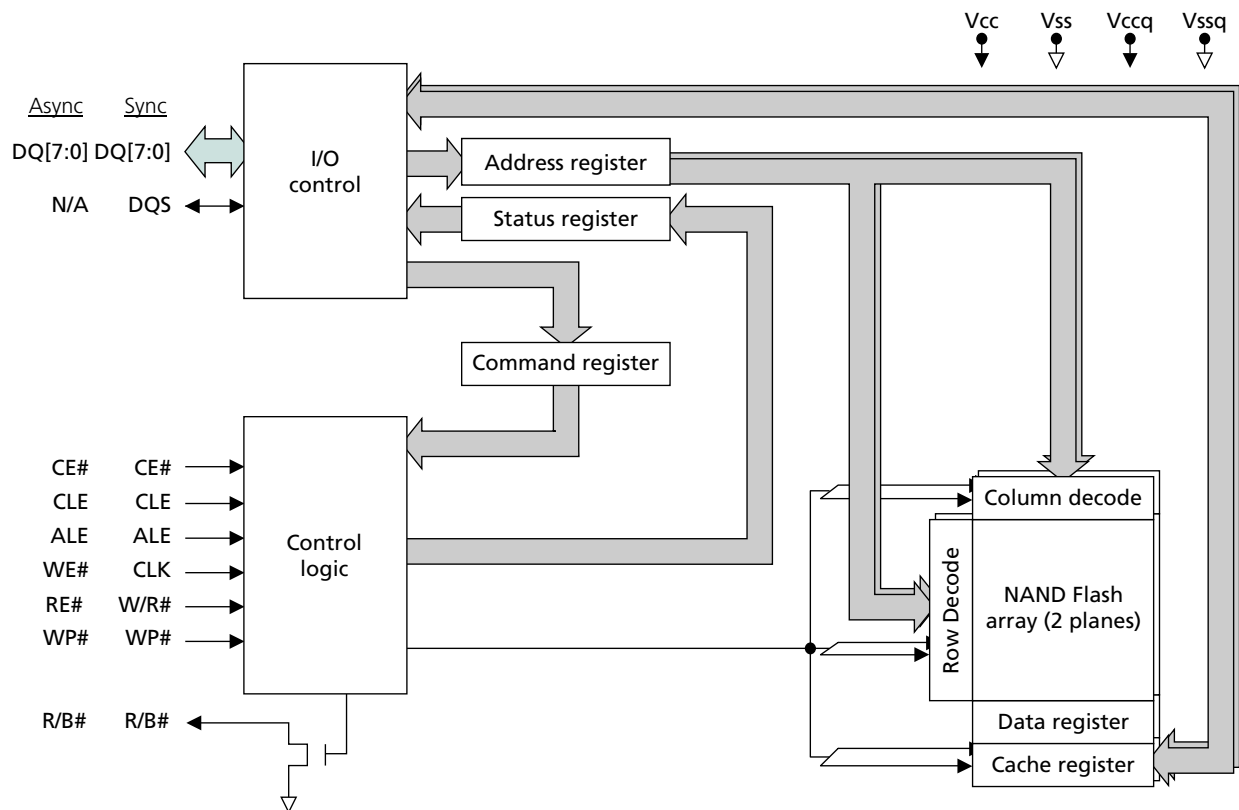 Vcc Vss Vccq Vssq
Async Sync
DQ[7:0] DQ[7:0]
N/A DQS
I/O
control
Address register
Status register
Command register
CE# CE#
CLE CLE
ALE ALE
WE# CLK
RE# W/R#
WP# WP#
R/B# R/B#
Control
logic
Column decode
Row Decode
NAND Flash
array (2 planes)
Data register
Cache register